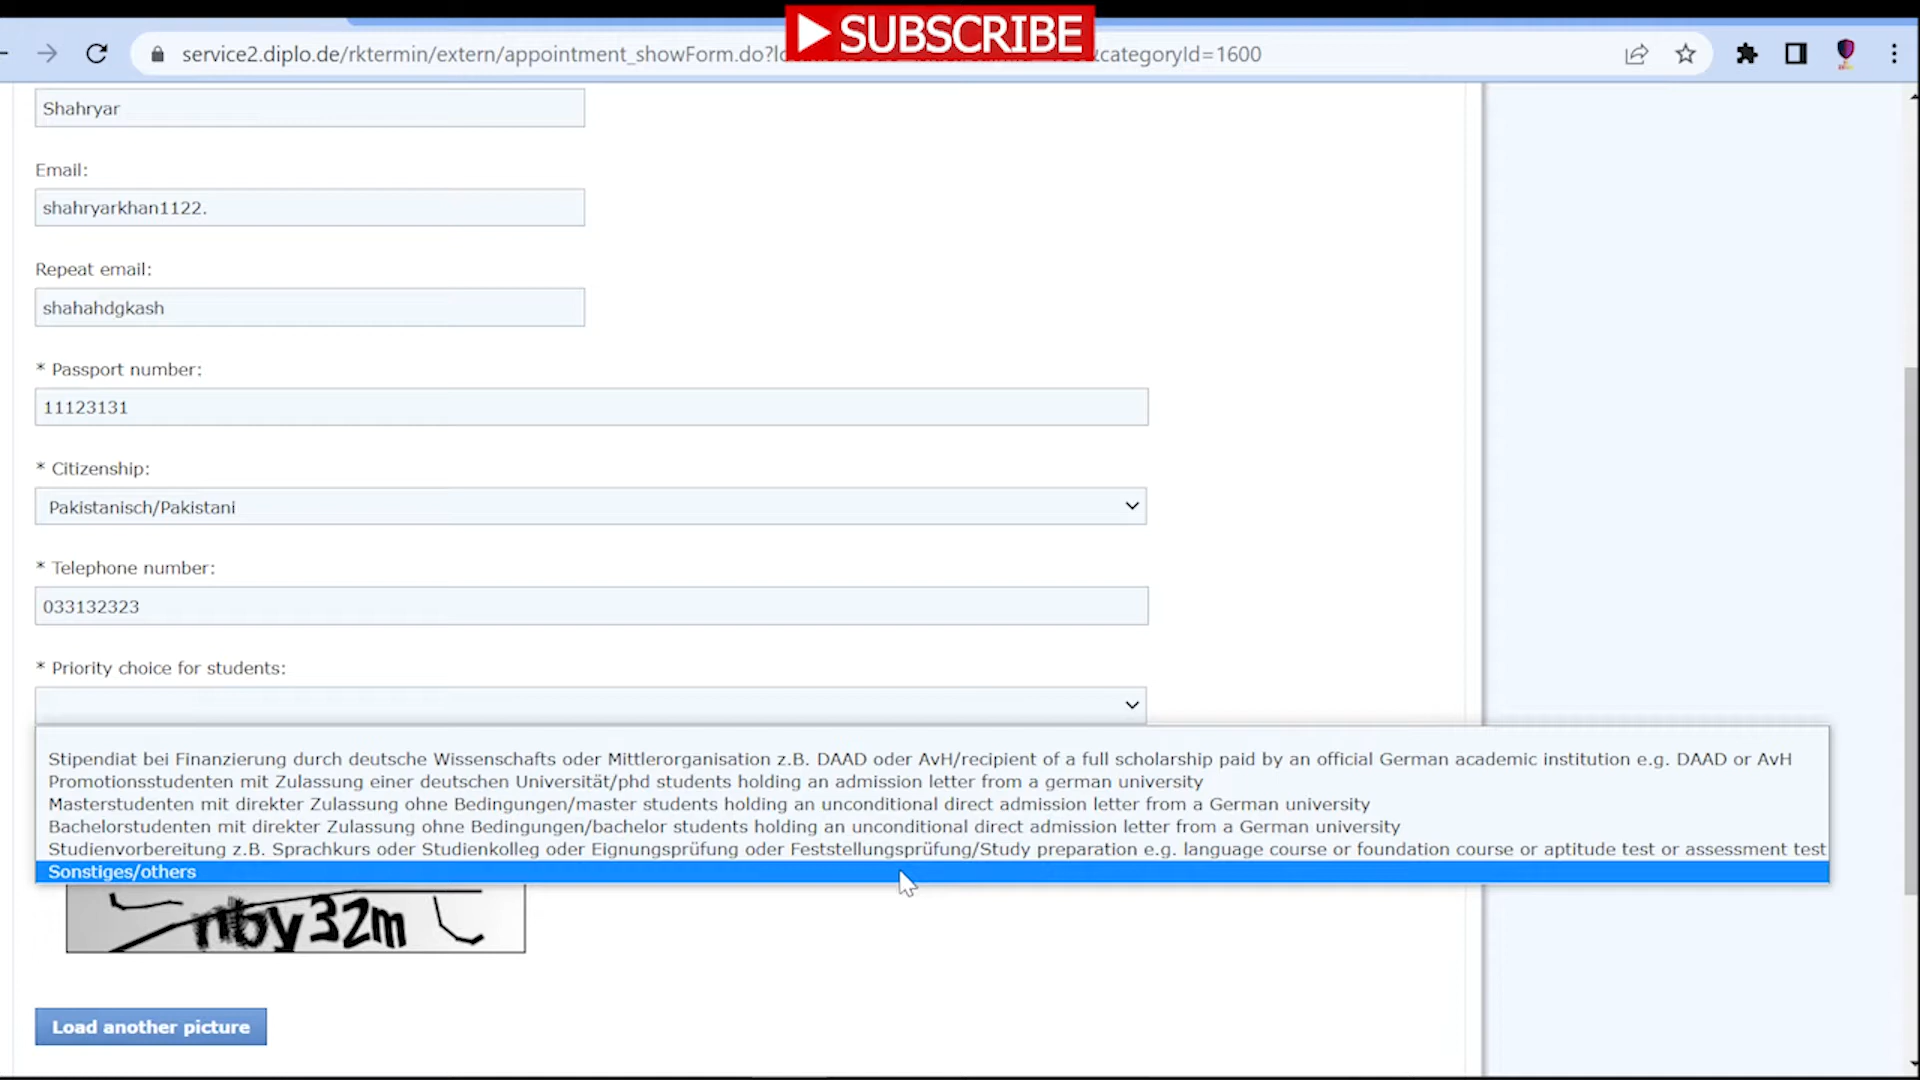 SUBSCRIBE
service2.diplo.de/rktermin/extern/appointment_showForm.do?lo &categoryId=1600
Shahryar
Email:
shahryarkhan1122.
Repeat email:
shahahdgkash
* Passport number:
11123131
* Citizenship:
Pakistanisch/Pakistani
* Telephone number:
033132323
* Priority choice for students:
Stipendiat bei Finanzierung durch deutsche Wissenschafts oder Mittlerorganisation z.B. DAAD oder AvH/recipient of a full scholarship paid by an official German academic institution e.g. DAAD or AvH
Promotionsstudenten mit Zulassung einer deutschen Universität/phd students holding an admission letter from a german university
Masterstudenten mit direkter Zulassung ohne Bedingungen/master students holding an unconditional direct admission letter from a German university
Bachelorstudenten mit direkter Zulassung ohne Bedingungen/bachelor students holding an unconditional direct admission letter from a German university
Studienvorbereitung z.B. Sprachkurs oder Studienkolleg oder Eignungsprüfung oder Feststellungsprüfung/Study preparation e.g. language course or foundation course or aptitude test or assessment test
Sonstiges/others
nby32m
Load another picture